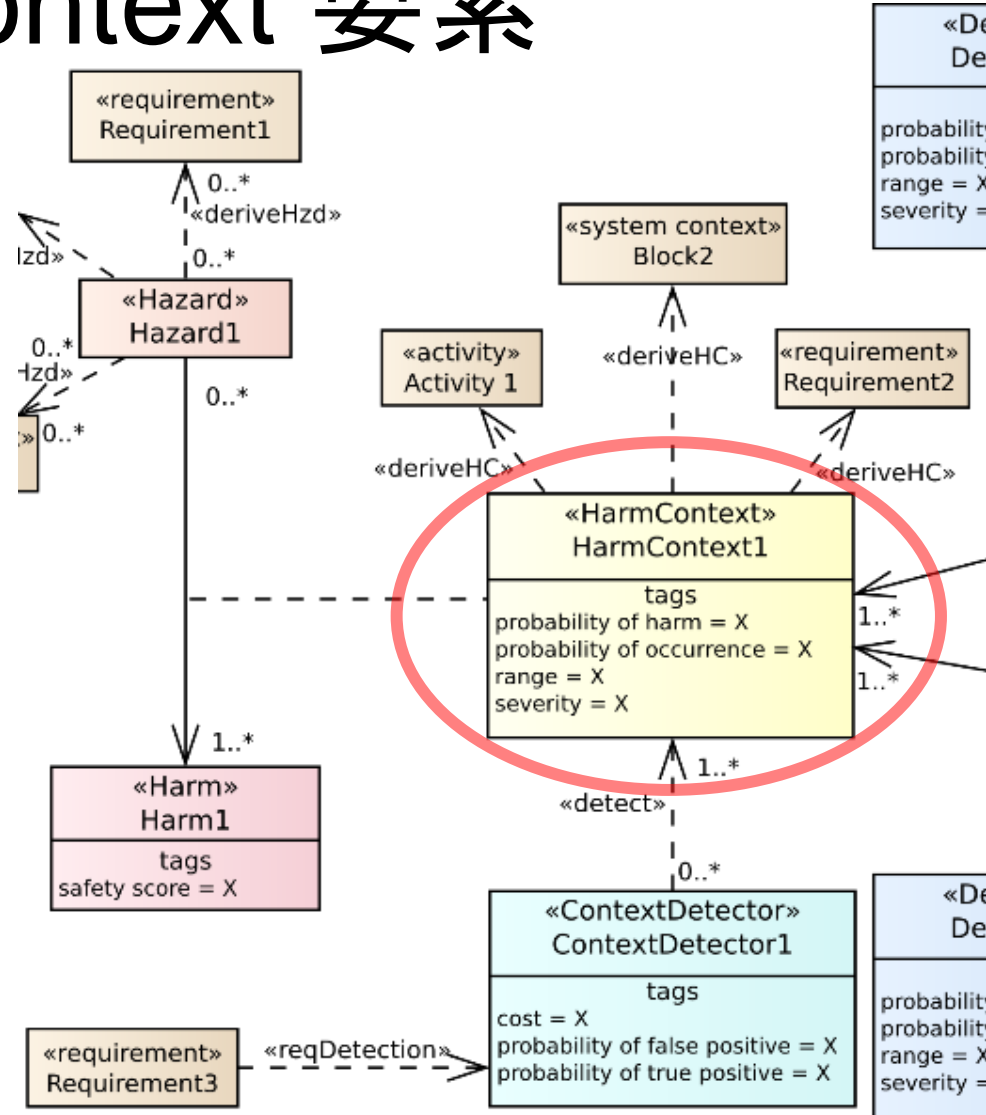 ontext 要素
«requirement»
Requirement1
0..*
«deriveHzd»
0..*
«Hazard»
Hazard1
0..*
0..*
0..*
«system context»
Block2
«deriveHC»
«activity»
Activity 1
«requirement»
Requirement2
«deriveHC»
«deriveHC»
«HarmContext»
HarmContext1
tags
probability of harm = X
probability of occurrence = X
range = X
severity = X
1..*
1..*
1..*
«detect»
0..*
1..*
«Harm»
Harm1
tags
safety score = X
«ContextDetector»
ContextDetector1
tags
cost = X
probability of false positive = X
probability of true positive = X
«requirement»
Requirement3
«reqDetection»
«De
De
probability
probability
range = X
severity =
«De
De
probability
probability
range = X
severity =